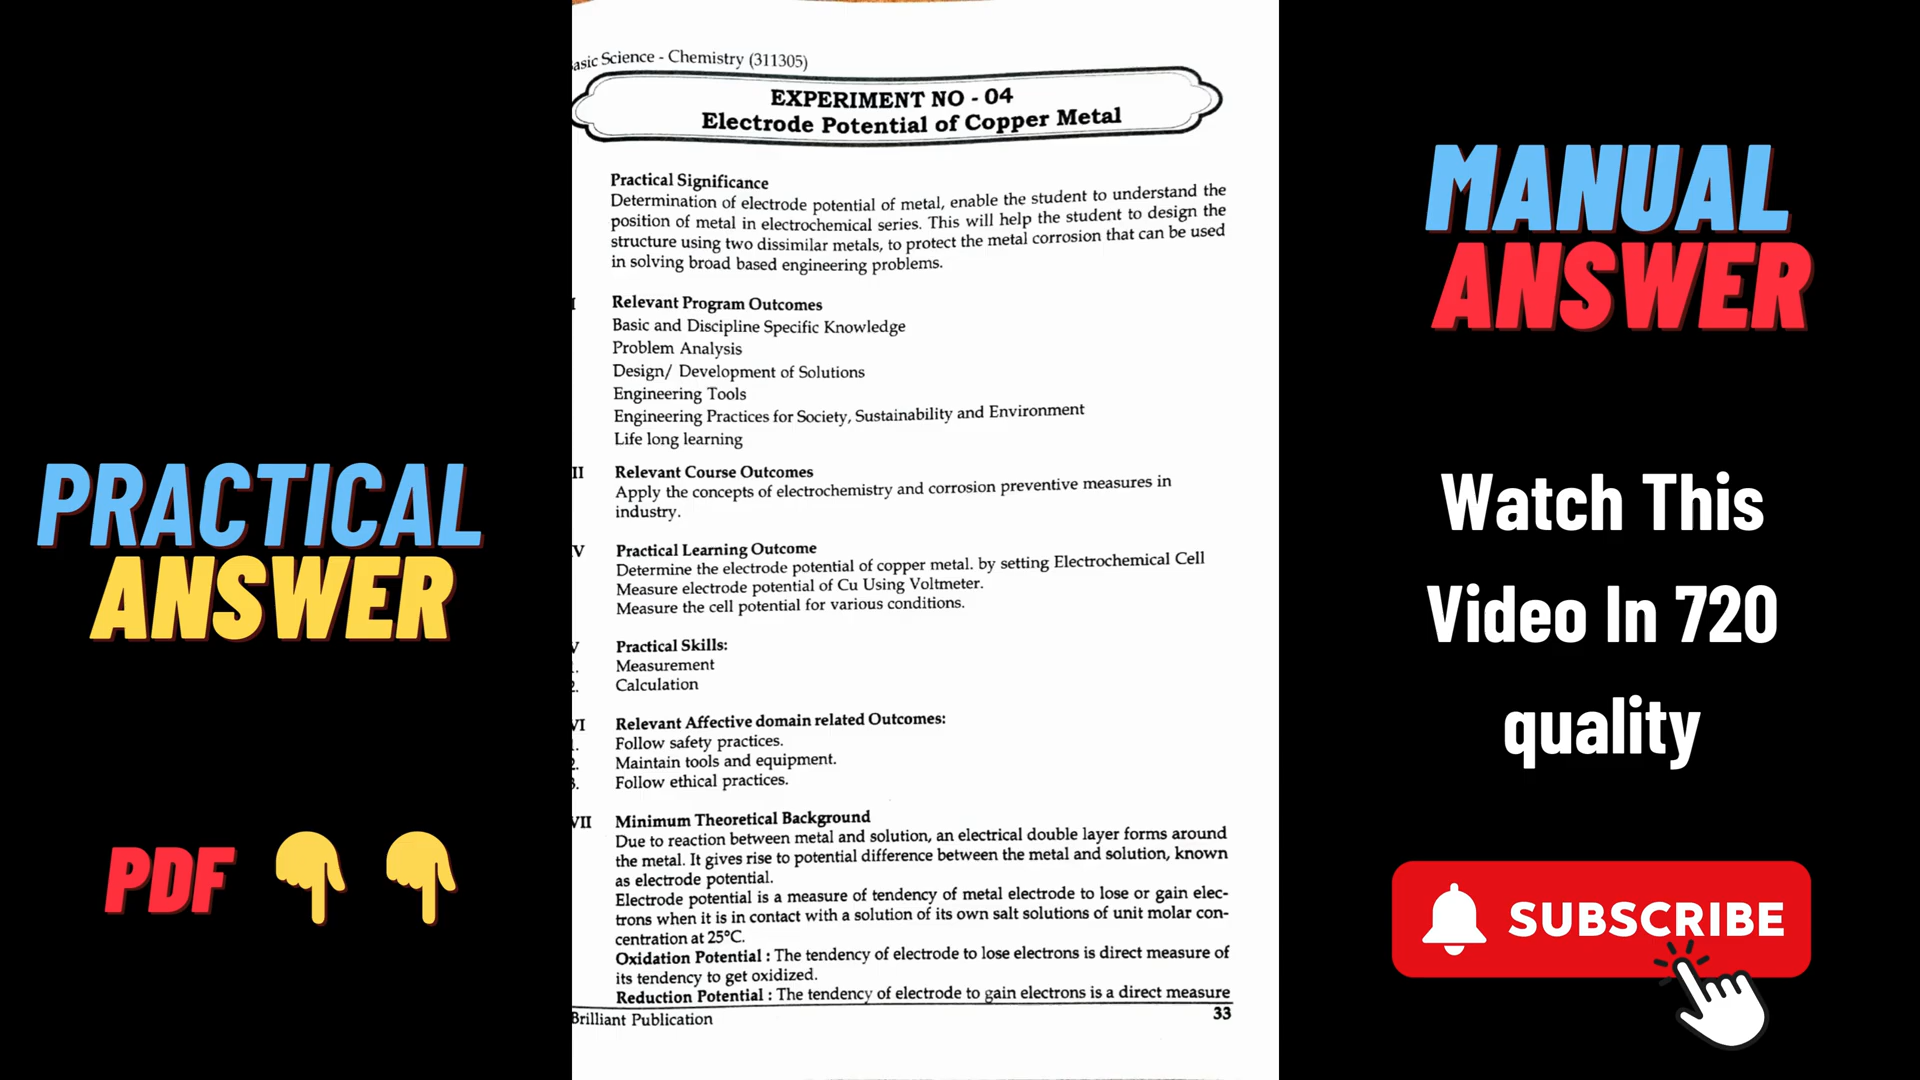 PRACTICAL
ANSWER
PDF
asic Science - Chemistry (311305)
EXPERIMENT NO - 04
Electrode Potential of Copper Metal
Practical Significance
Determination of electrode potential of metal, enable the student to understand the
position of metal in electrochemical series. This will help the student to design the
structure using two dissimilar metals, to protect the metal corrosion that can be used
in solving broad based engineering problems.
I Relevant Program Outcomes
Basic and Discipline Specific Knowledge
Problem Analysis
Design/ Development of Solutions
Engineering Tools
Engineering Practices for Society, Sustainability and Environment
Life long learning
II Relevant Course Outcomes
Apply the concepts of electrochemistry and corrosion preventive measures in
industry.
IV Practical Learning Outcome
Determine the electrode potential of copper metal. by setting Electrochemical Cell
Measure electrode potential of Cu Using Voltmeter.
Measure the cell potential for various conditions.
V Practical Skills:
1. Measurement
2. Calculation
VI Relevant Affective domain related Outcomes:
1. Follow safety practices.
2. Maintain tools and equipment.
3. Follow ethical practices.
VII Minimum Theoretical Background
Due to reaction between metal and solution, an electrical double layer forms around
the metal. It gives rise to potential difference between the metal and solution, known
as electrode potential.
Electrode potential is a measure of tendency of metal electrode to lose or gain elec-
trons when it is in contact with a solution of its own salt solutions of unit molar con-
centration at 25°C.
Oxidation Potential : The tendency of electrode to lose electrons is direct measure of
its tendency to get oxidized.
Reduction Potential : The tendency of electrode to gain electrons is a direct measure
Brilliant Publication 33
MANUAL
ANSWER
Watch This
Video In 720
quality
SUBSCRIBE